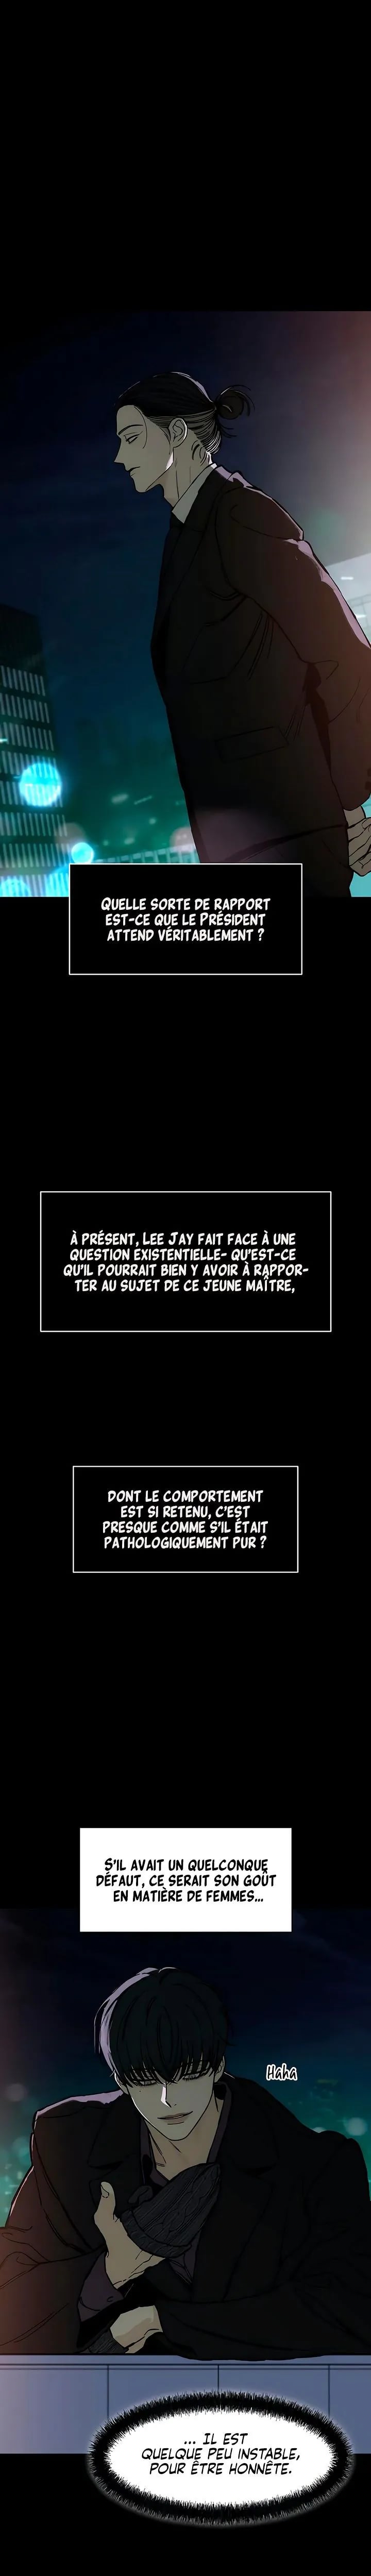 QUELLE SORTE DE RAPPORT
EST-CE QUE LE PRÉSIDENT
ATTEND VÉRITABLEMENT ?
À PRÉSENT, LEE JAY FAIT FACE À UNE
QUESTION EXISTENTIELLE- QU'EST-CE
QU'IL POURRAIT BIEN Y AVOIR À RAPPOR-
TER AU SUJET DE CE JEUNE MAÎTRE,
DONT LE COMPORTEMENT
EST SI RETENU, C'EST
PRESQUE COMME S'IL ÉTAIT
PATHOLOGIQUEMENT PUR ?
S'IL AVAIT UN QUELCONQUE
DÉFAUT, CE SERAIT SON GOÛT
EN MATIÈRE DE FEMMES...
Haha
... IL EST
QUELQUE PEU INSTABLE,
POUR ÊTRE HONNÊTE.